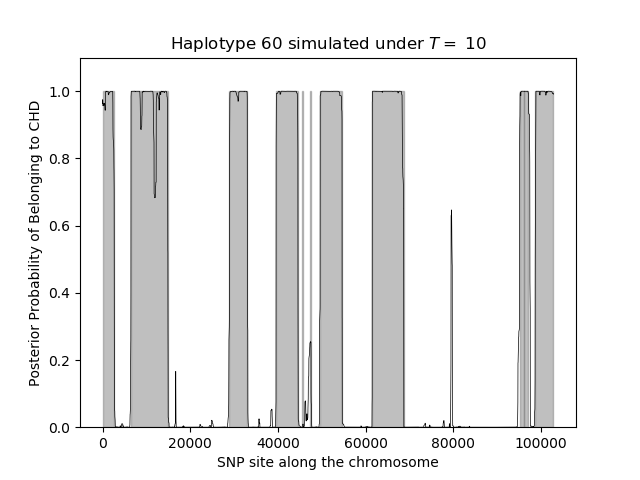 Haplotype 60 simulated under T = 10
Posterior Probability of Belonging to CHD
1.0
0.8
0.6
0.4
0.2
0.0
0 20000 40000 60000 80000 100000
SNP site along the chromosome